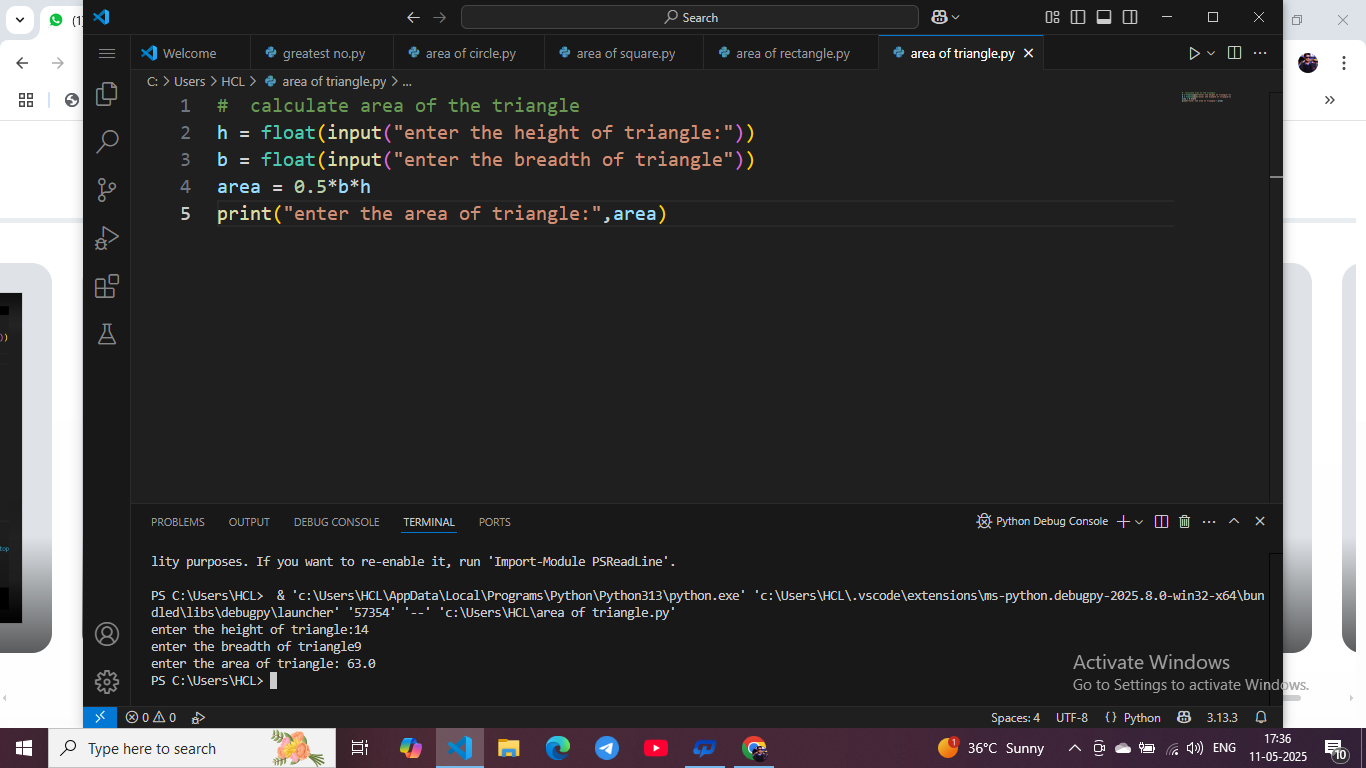 (1)
Search
Welcome
greatest no.py
area of circle.py
area of square.py
area of rectangle.py
area of triangle.py
C: > Users > HCL > area of triangle.py > ...
1 #  calculate area of the triangle
2 h = float(input("enter the height of triangle:"))
3 b = float(input("enter the breadth of triangle"))
4 area = 0.5*b*h
5 print("enter the area of triangle:",area)
PROBLEMS OUTPUT DEBUG CONSOLE TERMINAL PORTS
Python Debug Console
lity purposes. If you want to re-enable it, run 'Import-Module PSReadLine'.
PS C:\Users\HCL>  & 'c:\Users\HCL\AppData\Local\Programs\Python\Python313\python.exe' 'c:\Users\HCL\.vscode\extensions\ms-python.debugpy-2025.8.0-win32-x64\bun
dled\libs\debugpy\launcher' '57354' '--' 'c:\Users\HCL\area of triangle.py'
enter the height of triangle:14
enter the breadth of triangle9
enter the area of triangle: 63.0
PS C:\Users\HCL>
Activate Windows
Go to Settings to activate Windows.
0 0
Spaces: 4 UTF-8 {} Python 3.13.3
Type here to search
1
36°C Sunny
ENG
17:36
11-05-2025
10